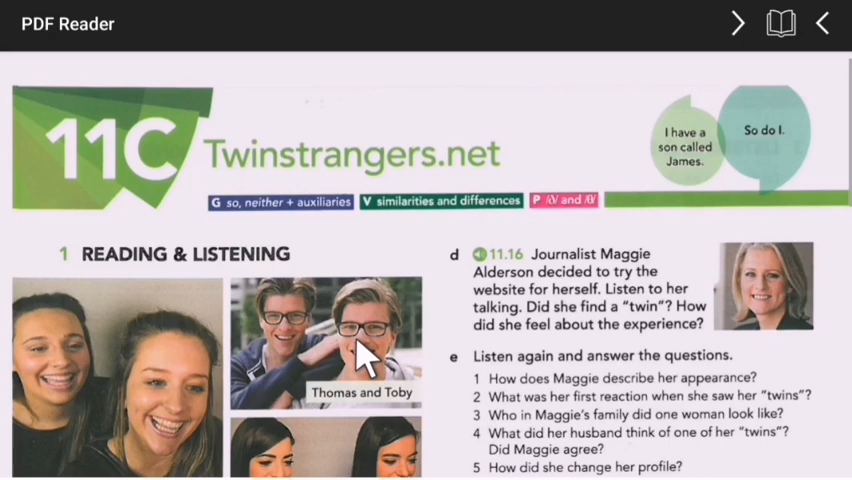 PDF Reader
11C Twinstrangers.net
I have a
son called
James.
So do I.
G so, neither + auxiliaries
V similarities and differences
P /ð/ and /θ/
1 READING & LISTENING
Thomas and Toby
d 11.16 Journalist Maggie
Alderson decided to try the
website for herself. Listen to her
talking. Did she find a "twin"? How
did she feel about the experience?
e Listen again and answer the questions.
1 How does Maggie describe her appearance?
2 What was her first reaction when she saw her "twins"?
3 Who in Maggie's family did one woman look like?
4 What did her husband think of one of her "twins"?
Did Maggie agree?
5 How did she change her profile?